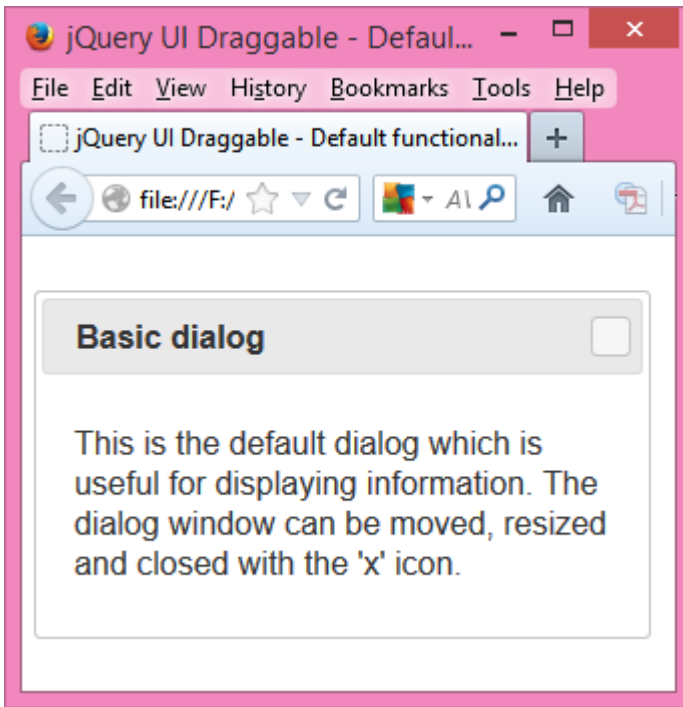 jQuery UI Draggable - Defaul...
File Edit View History Bookmarks Tools Help
jQuery UI Draggable - Default functional...
file:///F:/
Basic dialog
This is the default dialog which is
useful for displaying information. The
dialog window can be moved, resized
and closed with the 'x' icon.